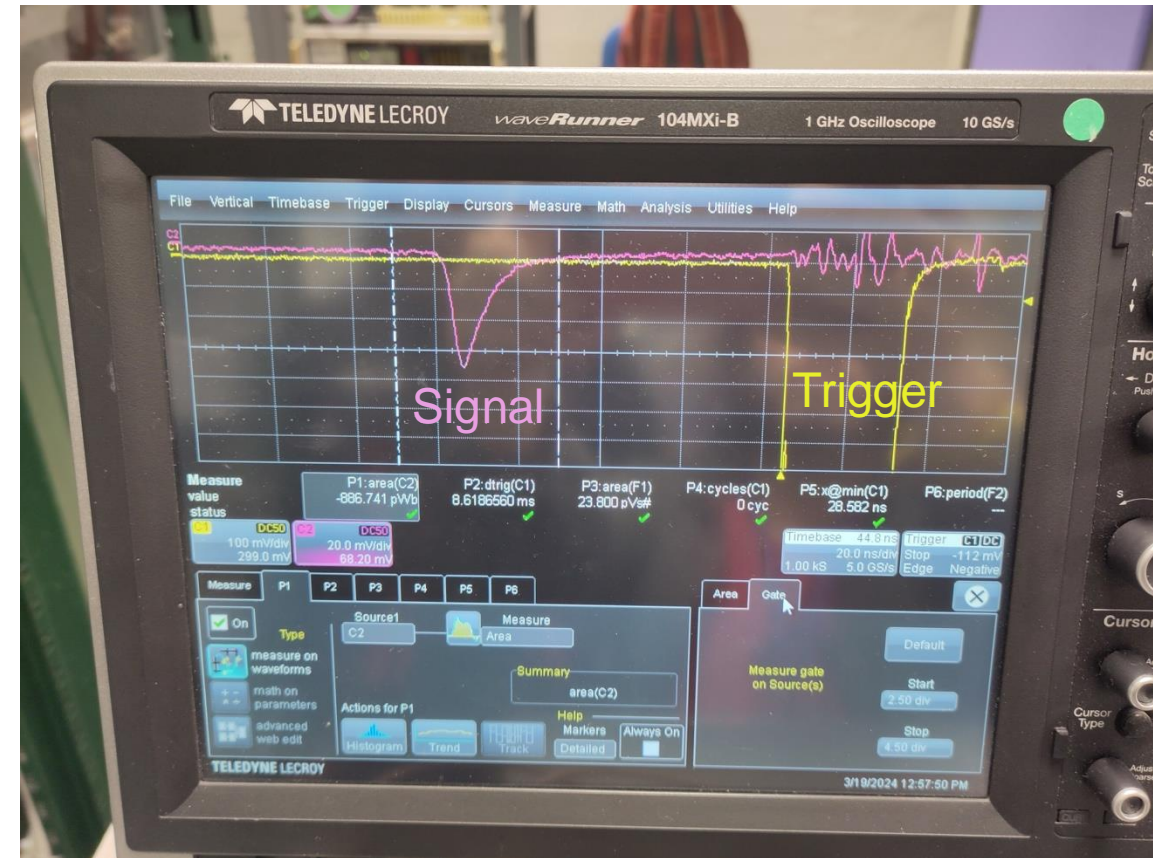 TELEDYNE LECROY waveRunner 104MXi-B 1 GHz Oscilloscope 10 GS/s
File Vertical Timebase Trigger Display Cursors Measure Math Analysis Utilities Help
C2
C1
Signal Trigger
Measure P1:area(C2) P2:dtrig(C1) P3:area(F1) P4:cycles(C1) P5:x@min(C1) P6:period(F2)
value -886.741 pWb 8.6186560 ms 23.800 pVs# 0 cyc 28.582 ns ---
status
C1 DC50 C2 DC50 Timebase 44.8 ns Trigger C1 DC
100 mV/div 20.0 mV/div 20.0 ns/div Stop -112 mV
299.0 mV 68.20 mV 1.00 kS 5.0 GS/s Edge Negative
Measure P1 P2 P3 P4 P5 P6 Area Gate
On Source1 Measure Default
Type C2 Area
measure on waveforms Measure gate on Source(s) Start
Summary 2.50 div
math on parameters area(C2)
Actions for P1 Help Stop
advanced web edit Histogram Trend Track Markers Detailed Always On 4.50 div
TELEDYNE LECROY 3/19/2024 12:57:50 PM
Cursor Type